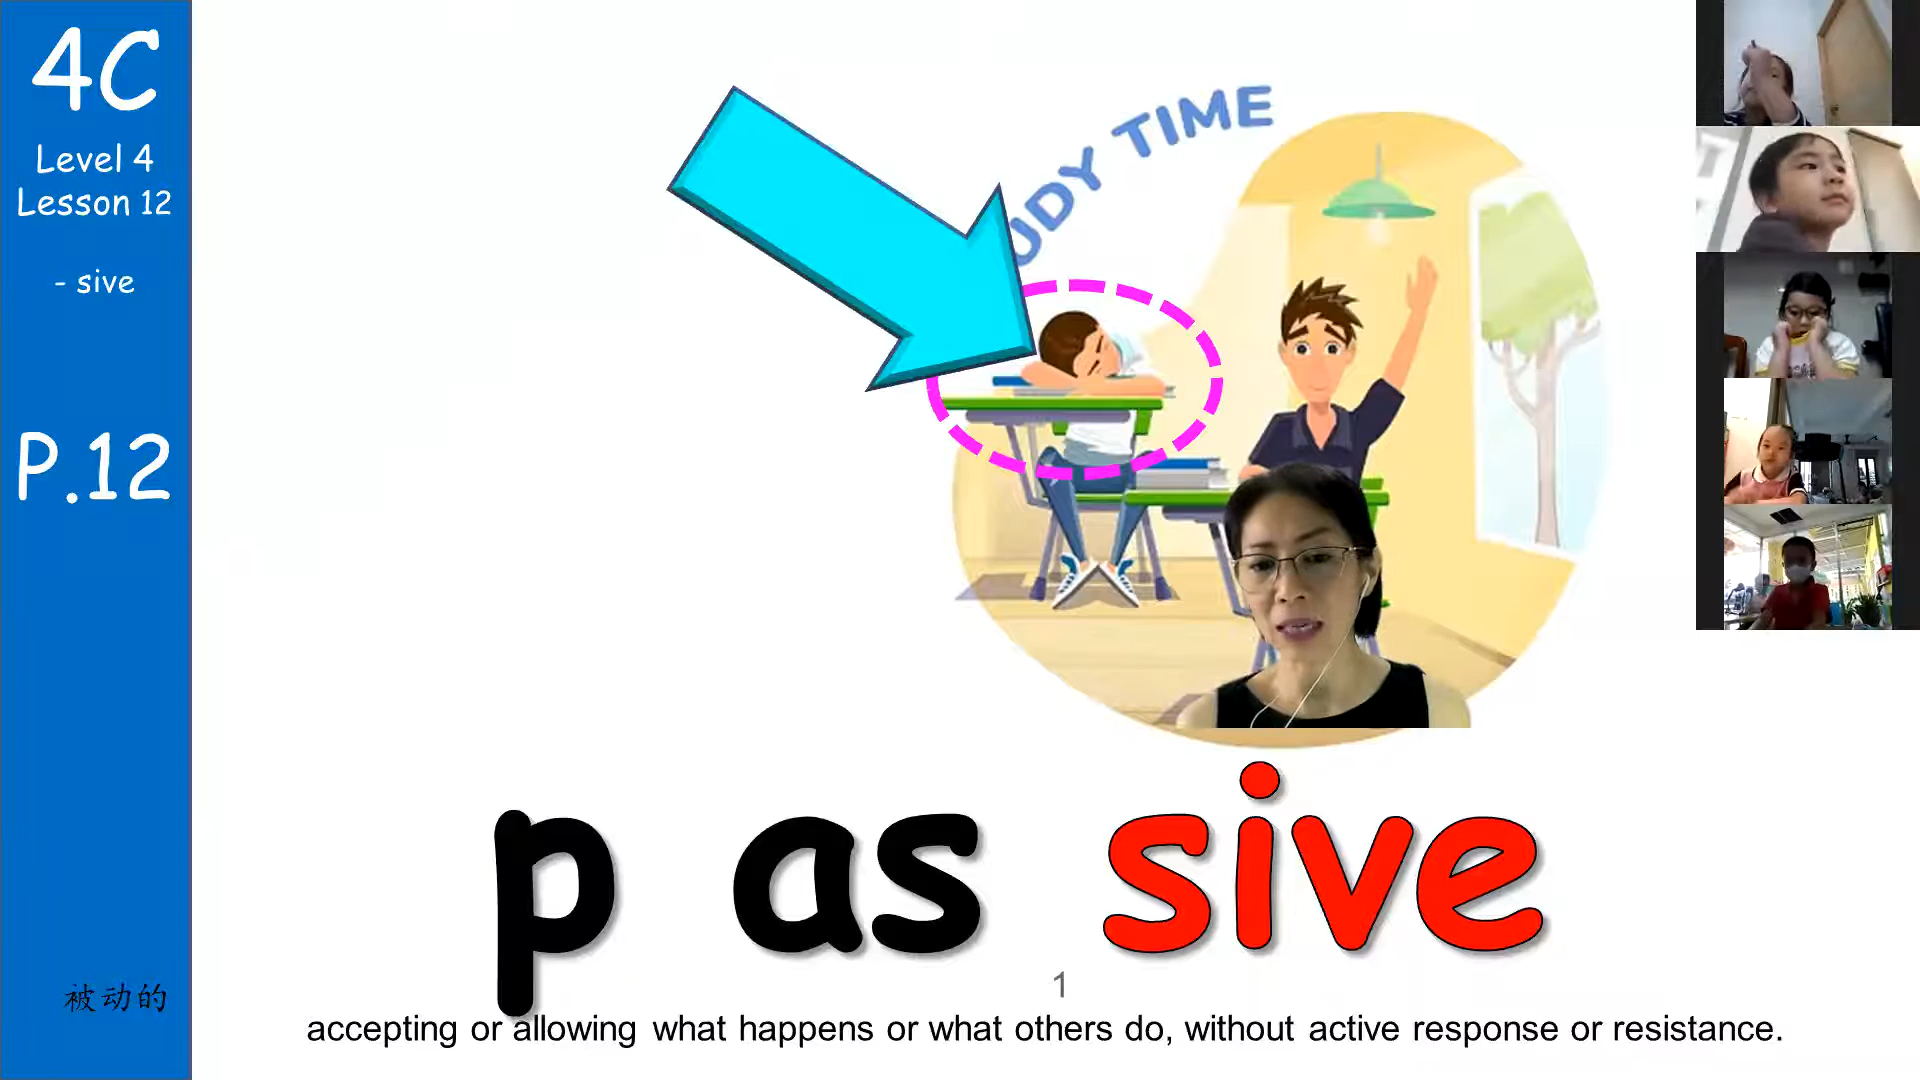 4C
Level 4
Lesson 12
- sive
P.12
被动的
UDY TIME
p as sive
1
accepting or allowing what happens or what others do, without active response or resistance.